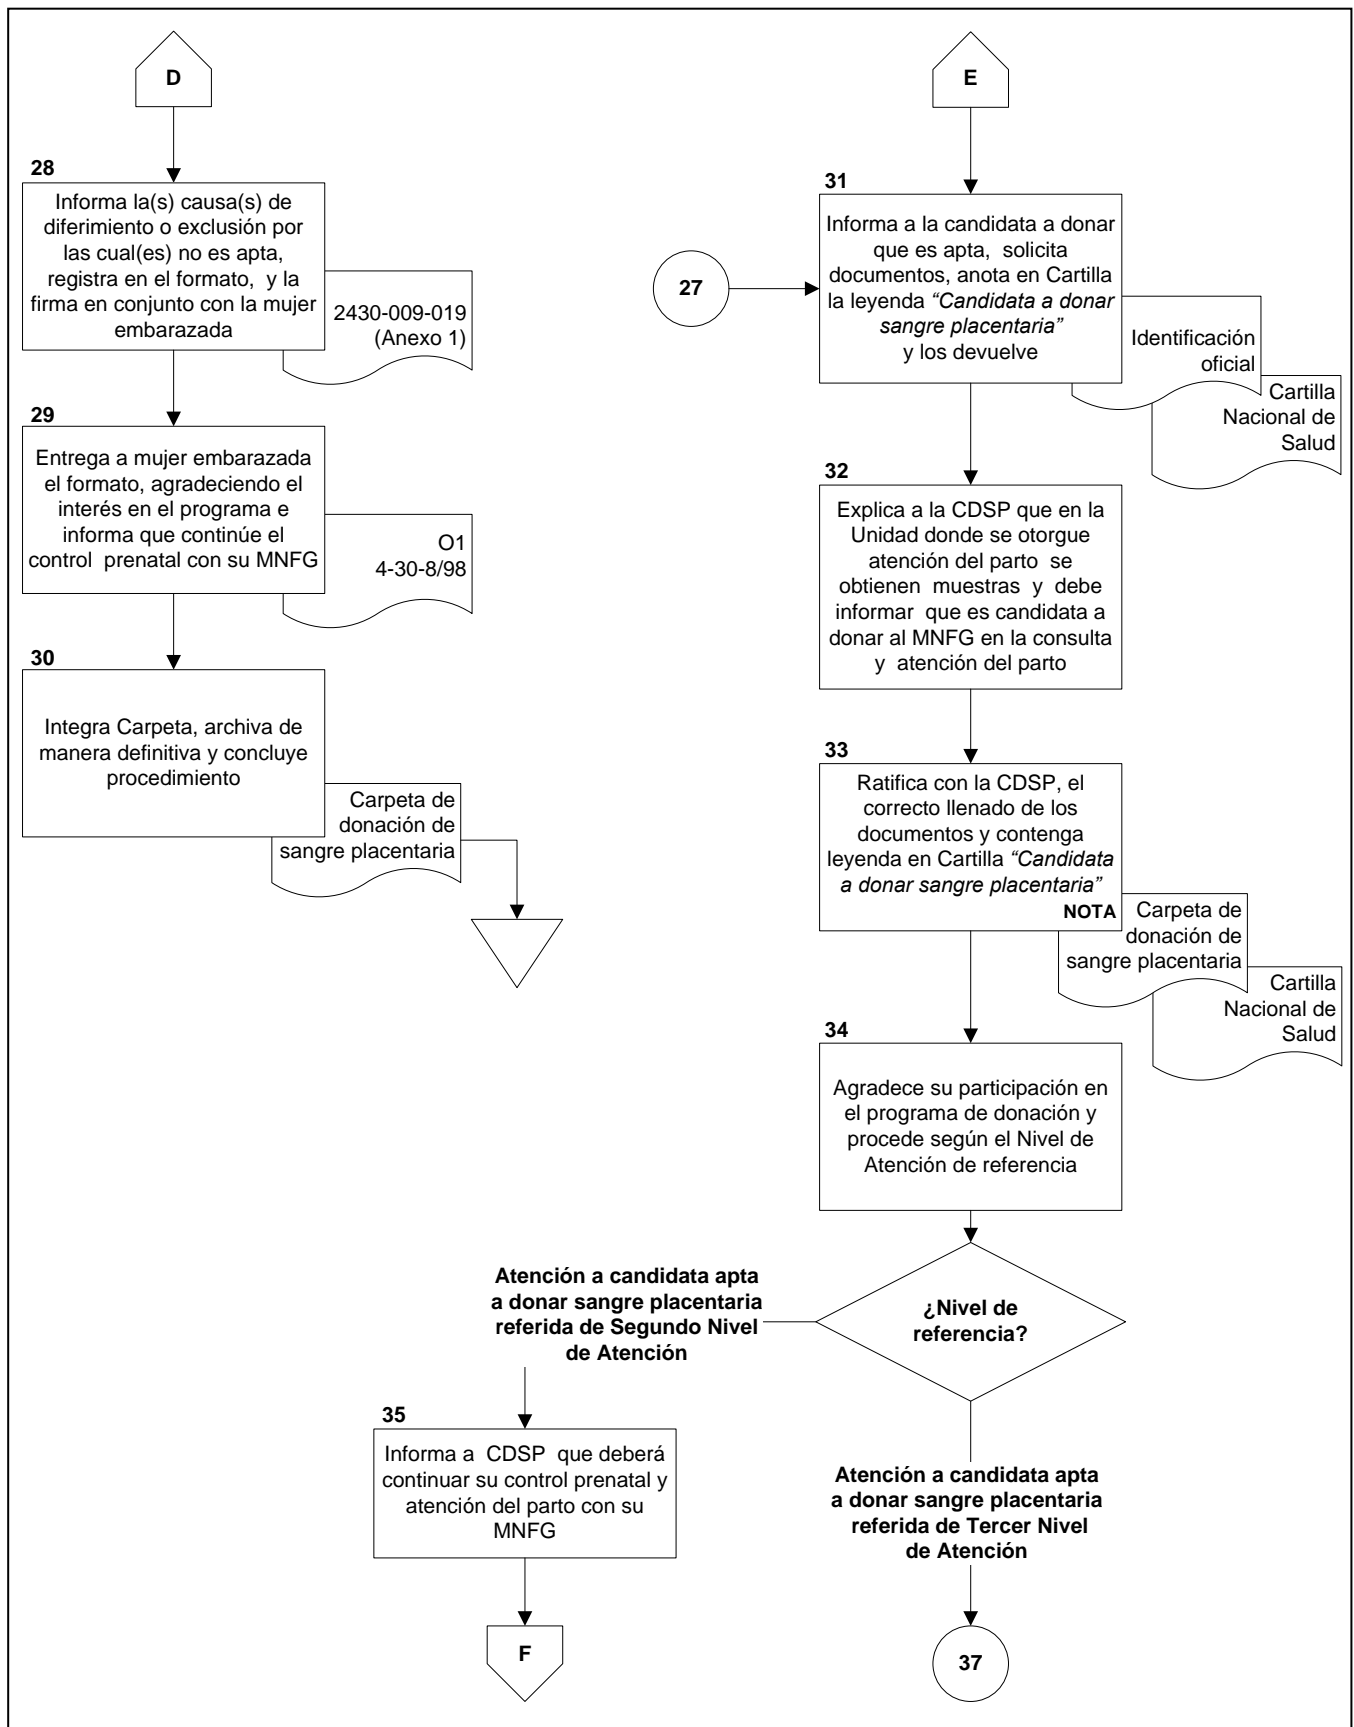 D
28
Informa la(s) causa(s) de
diferimiento o exclusión por
las cual(es) no es apta,
registra en el formato, y la
firma en conjunto con la mujer
embarazada
2430-009-019
(Anexo 1)
29
Entrega a mujer embarazada
el formato, agradeciendo el
interés en el programa e
informa que continúe el
control prenatal con su MNFG
O1
4-30-8/98
30
Integra Carpeta, archiva de
manera definitiva y concluye
procedimiento
Carpeta de
donación de
sangre placentaria
E
27
31
Informa a la candidata a donar
que es apta, solicita
documentos, anota en Cartilla
la leyenda “Candidata a donar
sangre placentaria”
y los devuelve
Identificación
oficial
Cartilla
Nacional de
Salud
32
Explica a la CDSP que en la
Unidad donde se otorgue
atención del parto se
obtienen muestras y debe
informar que es candidata a
donar al MNFG en la consulta
y atención del parto
33
Ratifica con la CDSP, el
correcto llenado de los
documentos y contenga
leyenda en Cartilla “Candidata
a donar sangre placentaria”
NOTA
Carpeta de
donación de
sangre placentaria
Cartilla
Nacional de
Salud
34
Agradece su participación en
el programa de donación y
procede según el Nivel de
Atención de referencia
¿Nivel de
referencia?
Atención a candidata apta
a donar sangre placentaria
referida de Segundo Nivel
de Atención
35
Informa a CDSP que deberá
continuar su control prenatal y
atención del parto con su
MNFG
F
Atención a candidata apta
a donar sangre placentaria
referida de Tercer Nivel
de Atención
37